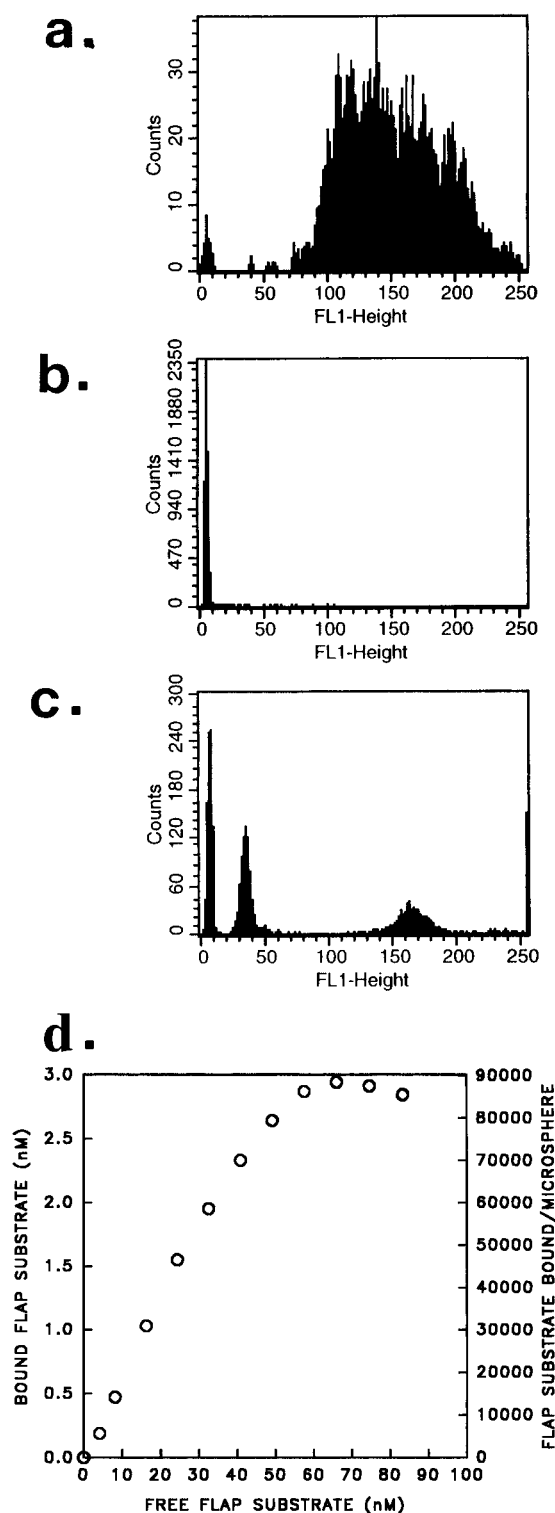 a.
30
20
10
0
Counts
0 50 100 150 200 250
FL1-Height
b.
2350
1880
1410
940
470
0
Counts
0 50 100 150 200 250
FL1-Height
c.
300
240
180
120
60
0
Counts
0 50 100 150 200 250
FL1-Height
d.
3.0
2.5
2.0
1.5
1.0
0.5
0.0
BOUND FLAP SUBSTRATE (nM)
90000
80000
70000
60000
50000
40000
30000
20000
10000
0
FLAP SUBSTRATE BOUND/MICROSPHERE
0 10 20 30 40 50 60 70 80 90 100
FREE FLAP SUBSTRATE (nM)